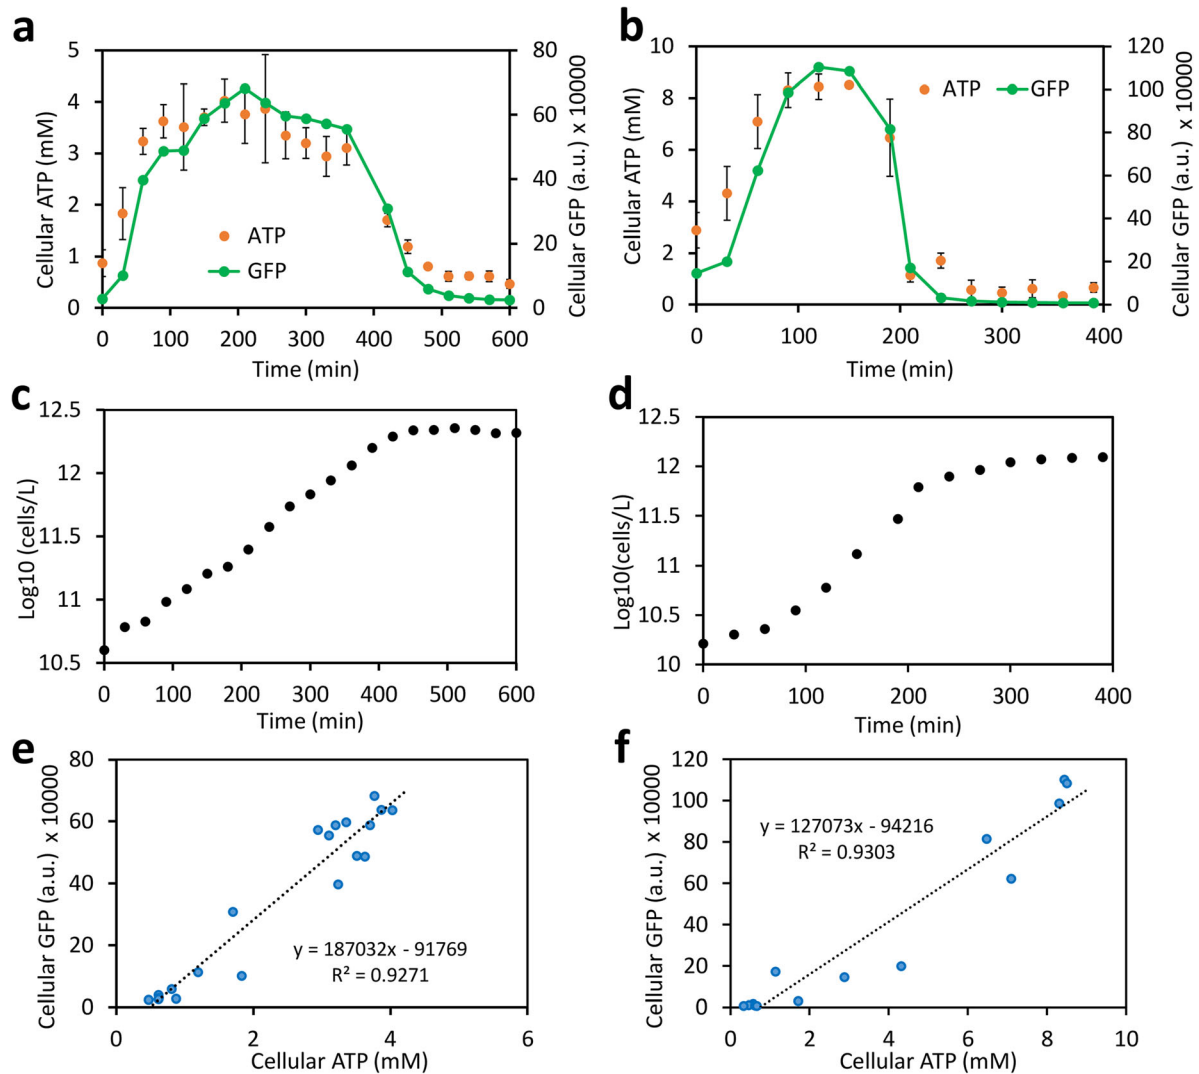 a
5
4
3
2
1
0
Cellular ATP (mM)
80
60
40
20
0
Cellular GFP (a.u.) x 10000
ATP
GFP
0 100 200 300 400 500 600
Time (min)
b
10
8
6
4
2
0
Cellular ATP (mM)
120
100
80
60
40
20
0
Cellular GFP (a.u.) x 10000
ATP GFP
0 100 200 300 400
Time (min)
c
12.5
12
11.5
11
10.5
Log10 (cells/L)
0 100 200 300 400 500 600
Time (min)
d
12.5
12
11.5
11
10.5
10
Log10(cells/L)
0 100 200 300 400
Time (min)
e
80
60
40
20
0
Cellular GFP (a.u.) x 10000
y = 187032x - 91769
R² = 0.9271
0 2 4 6
Cellular ATP (mM)
f
120
100
80
60
40
20
0
Cellular GFP (a.u.) x 10000
y = 127073x - 94216
R² = 0.9303
0 2 4 6 8 10
Cellular ATP (mM)